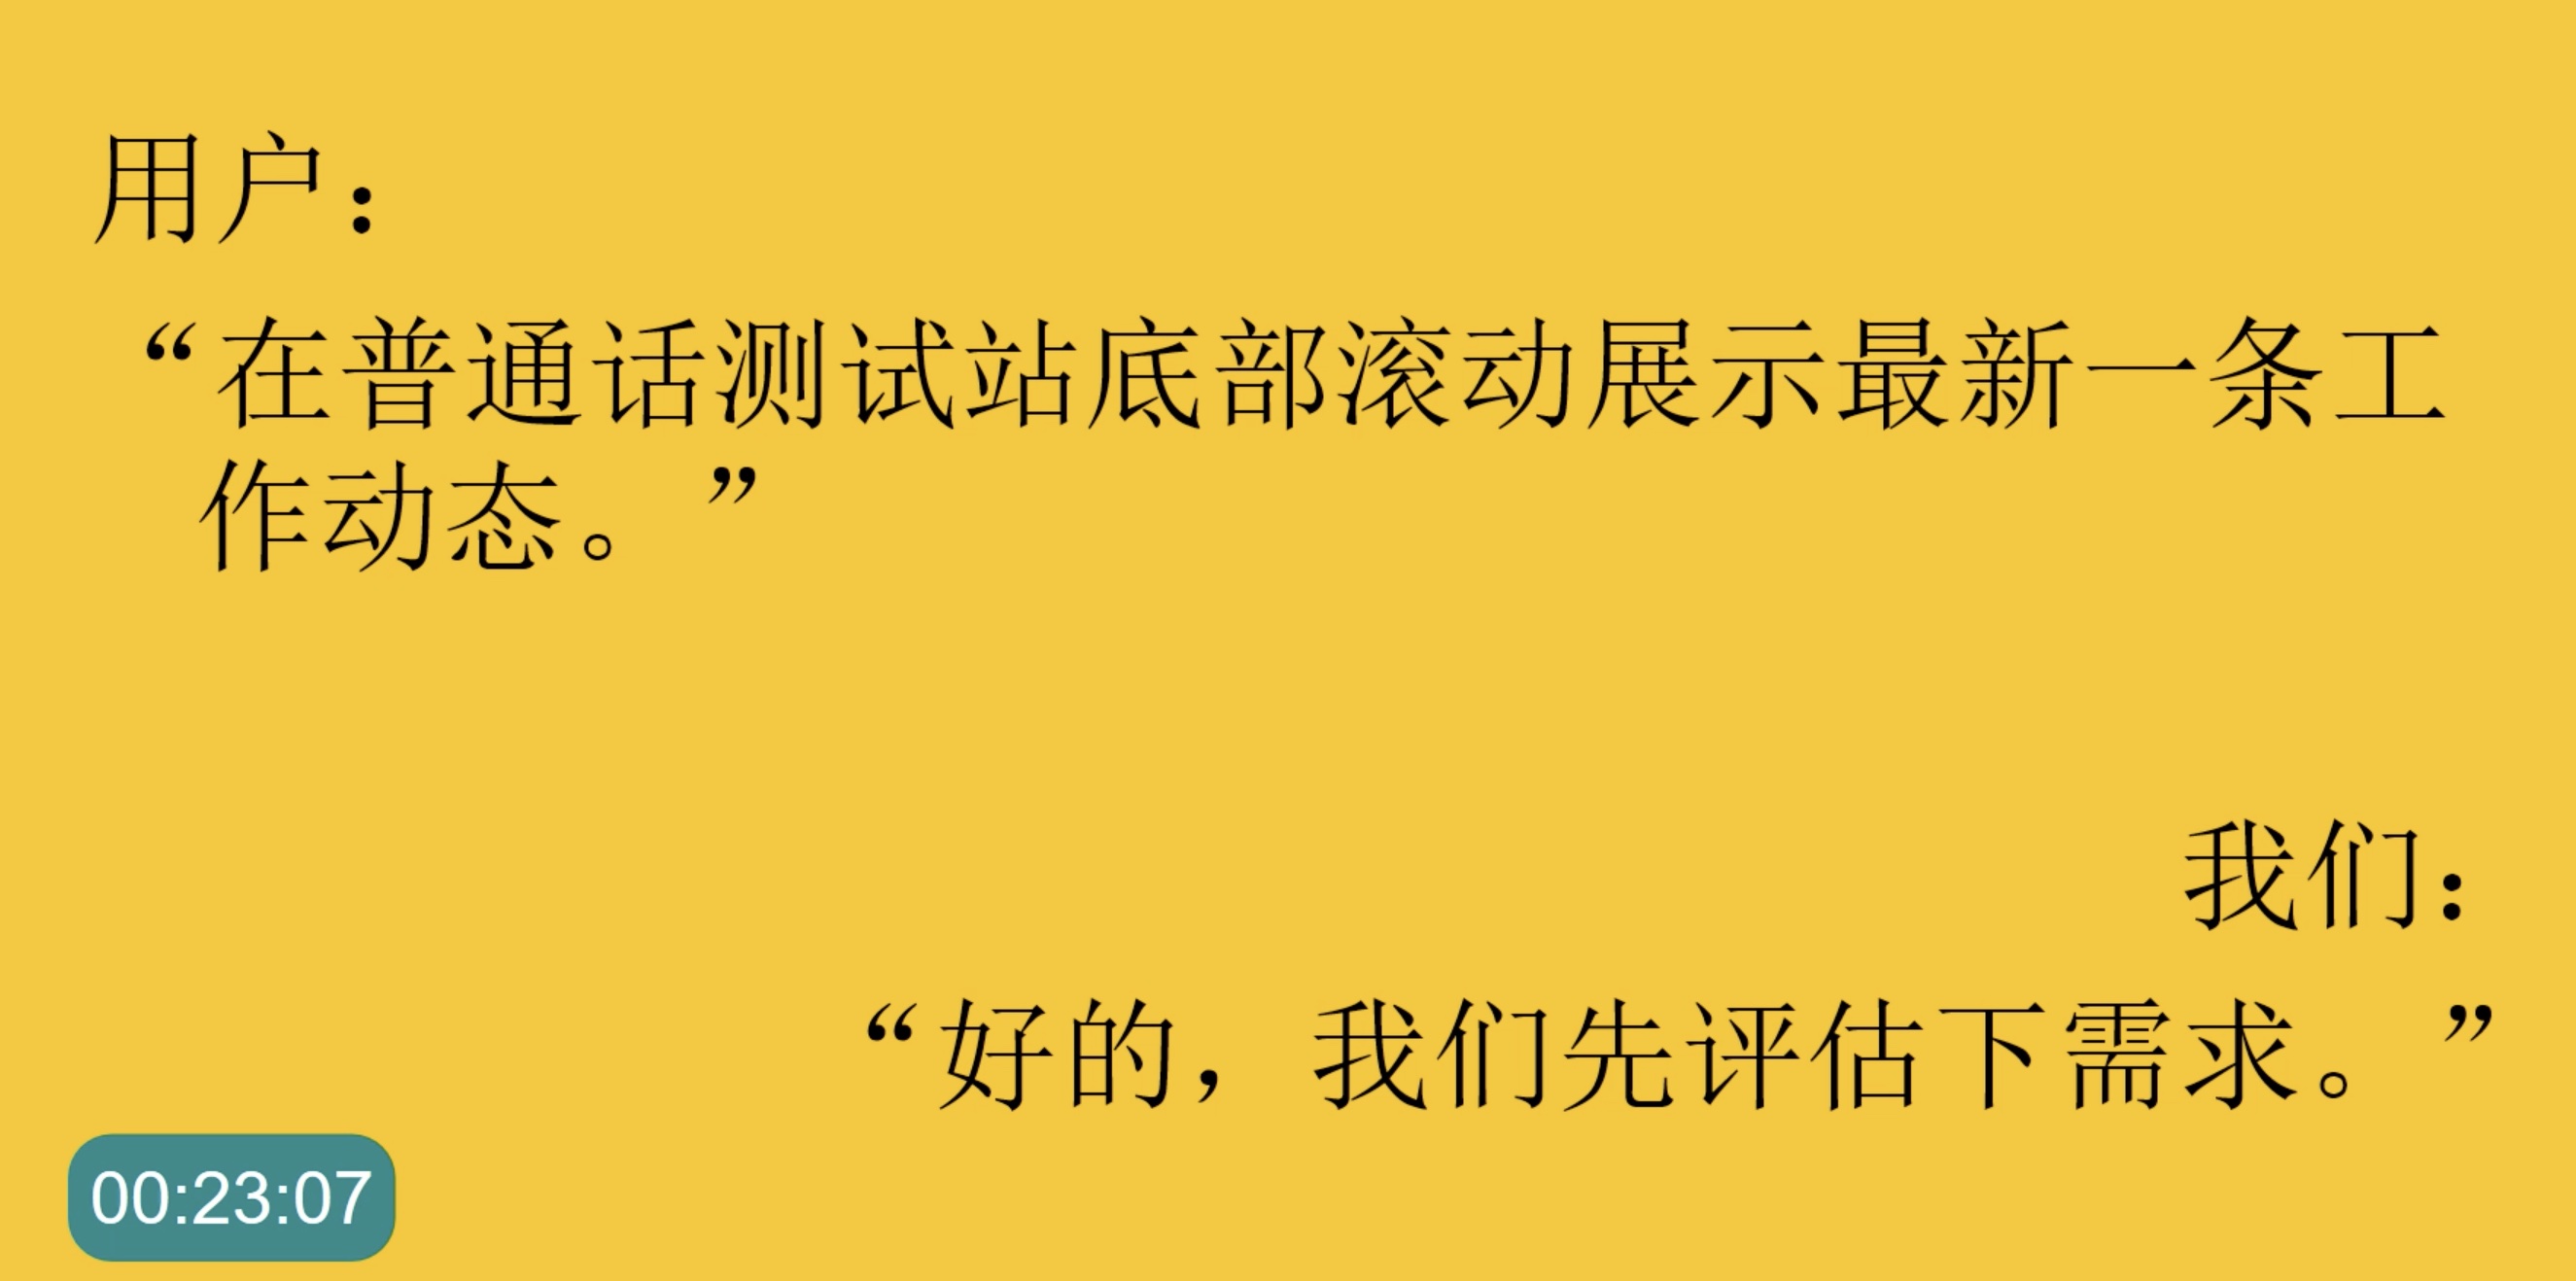 用户：
“在普通话测试站底部滚动展示最新一条工
作动态。”
我们：
“好的，我们先评估下需求。”
00:23:07